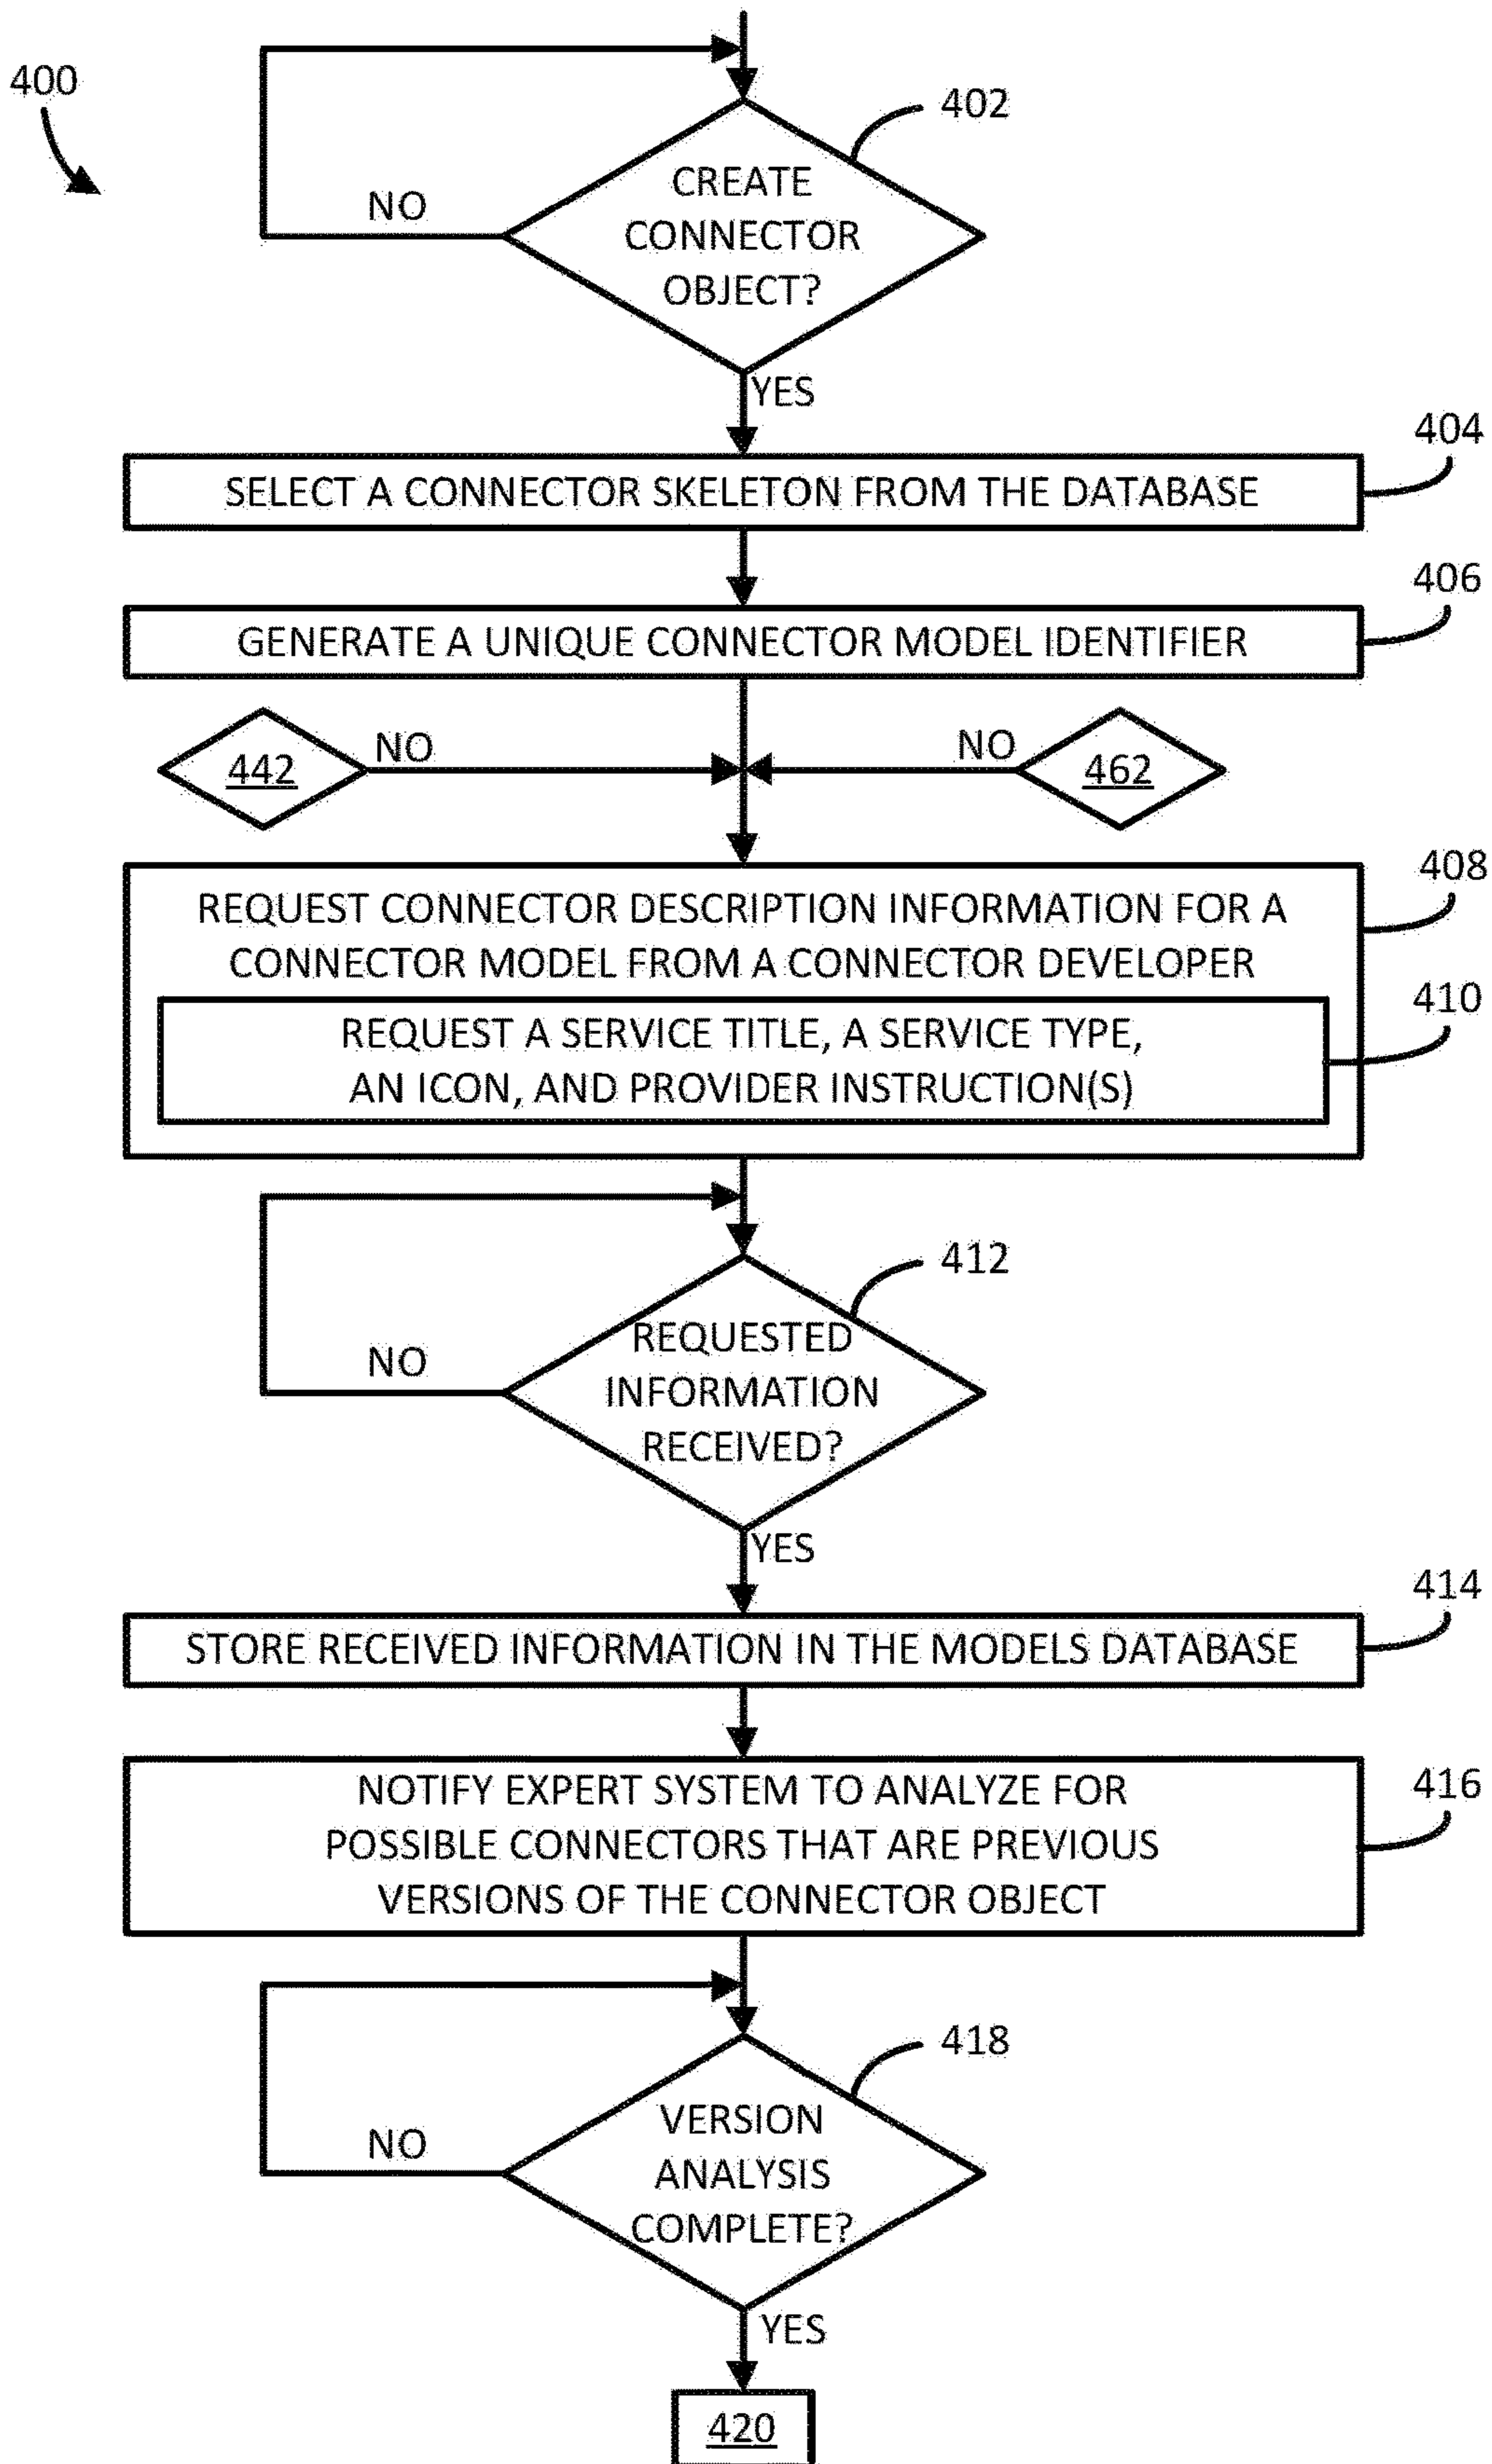 400
402
CREATE
CONNECTOR
OBJECT?
NO
YES
404
SELECT A CONNECTOR SKELETON FROM THE DATABASE
406
GENERATE A UNIQUE CONNECTOR MODEL IDENTIFIER
442
NO
NO
462
408
REQUEST CONNECTOR DESCRIPTION INFORMATION FOR A
CONNECTOR MODEL FROM A CONNECTOR DEVELOPER
410
REQUEST A SERVICE TITLE, A SERVICE TYPE,
AN ICON, AND PROVIDER INSTRUCTION(S)
412
REQUESTED
INFORMATION
RECEIVED?
NO
YES
414
STORE RECEIVED INFORMATION IN THE MODELS DATABASE
416
NOTIFY EXPERT SYSTEM TO ANALYZE FOR
POSSIBLE CONNECTORS THAT ARE PREVIOUS
VERSIONS OF THE CONNECTOR OBJECT
418
VERSION
ANALYSIS
COMPLETE?
NO
YES
420